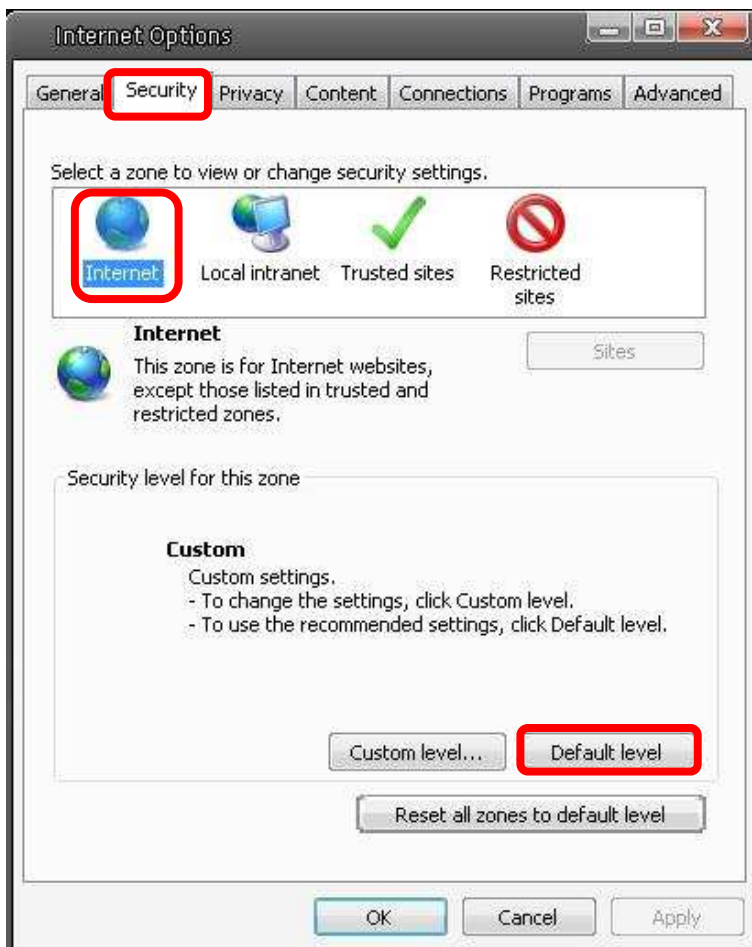 Internet Options
General Security Privacy Content Connections Programs Advanced
Select a zone to view or change security settings.
Internet Local intranet Trusted sites Restricted sites
Internet
This zone is for Internet websites,
except those listed in trusted and
restricted zones.
Sites
Security level for this zone
Custom
Custom settings.
- To change the settings, click Custom level.
- To use the recommended settings, click Default level.
Custom level... Default level
Reset all zones to default level
OK Cancel Apply